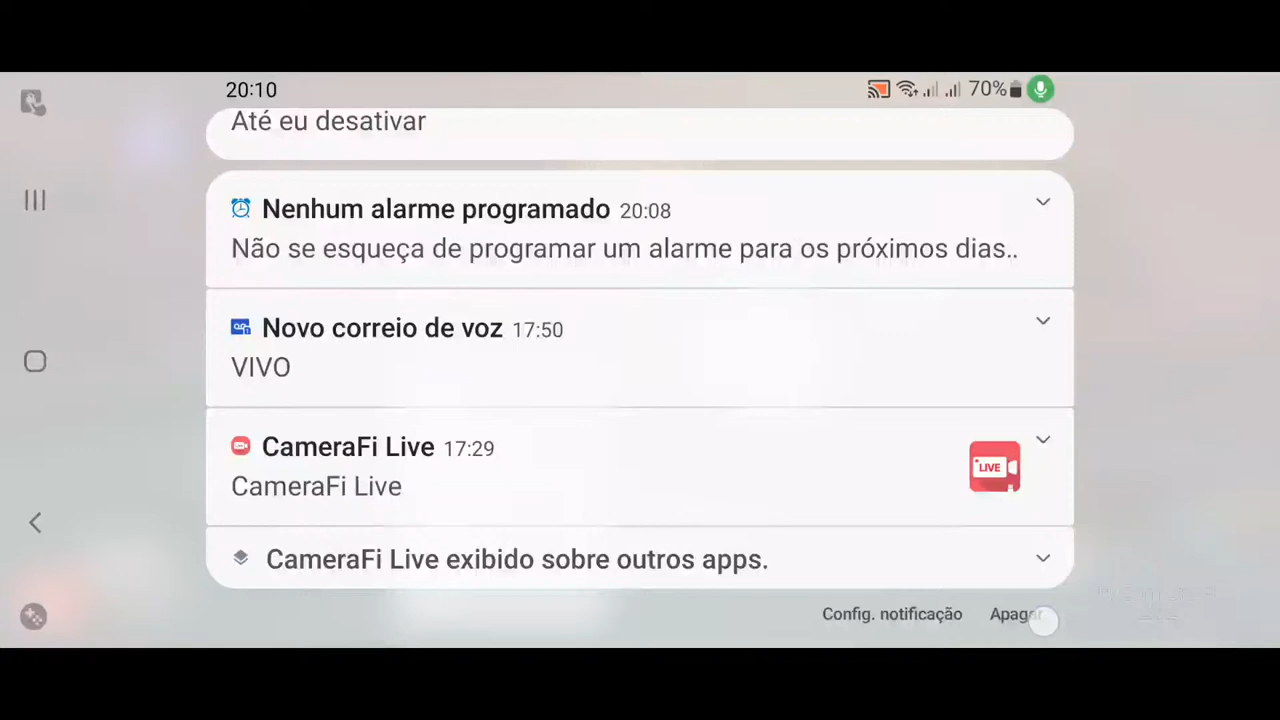 20:10
70%
Até eu desativar
Nenhum alarme programado 20:08
Não se esqueça de programar um alarme para os próximos dias..
Novo correio de voz 17:50
VIVO
CameraFi Live 17:29
CameraFi Live
LIVE
CameraFi Live exibido sobre outros apps.
Config. notificação Apagar